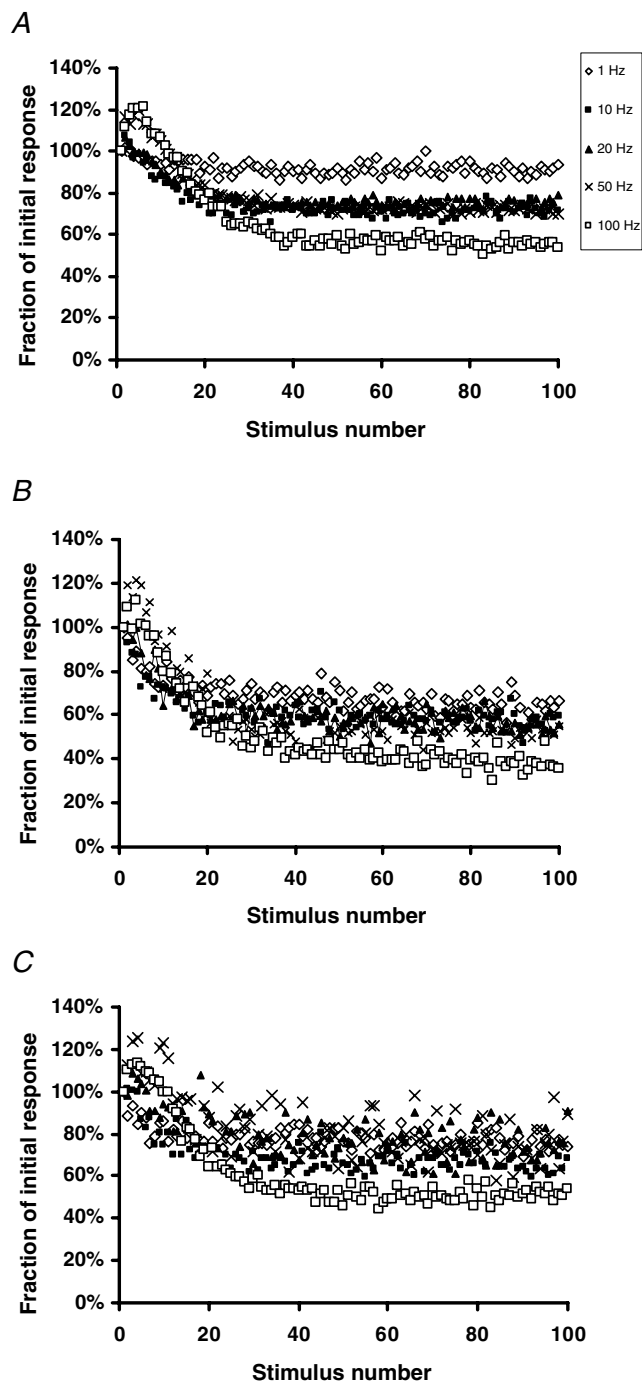 A
140%
120%
100%
80%
60%
40%
20%
0%
Fraction of initial response
0 20 40 60 80 100
Stimulus number
1 Hz
10 Hz
20 Hz
50 Hz
100 Hz
B
140%
120%
100%
80%
60%
40%
20%
0%
Fraction of initial response
0 20 40 60 80 100
Stimulus number
C
140%
120%
100%
80%
60%
40%
20%
0%
Fraction of initial response
0 20 40 60 80 100
Stimulus number